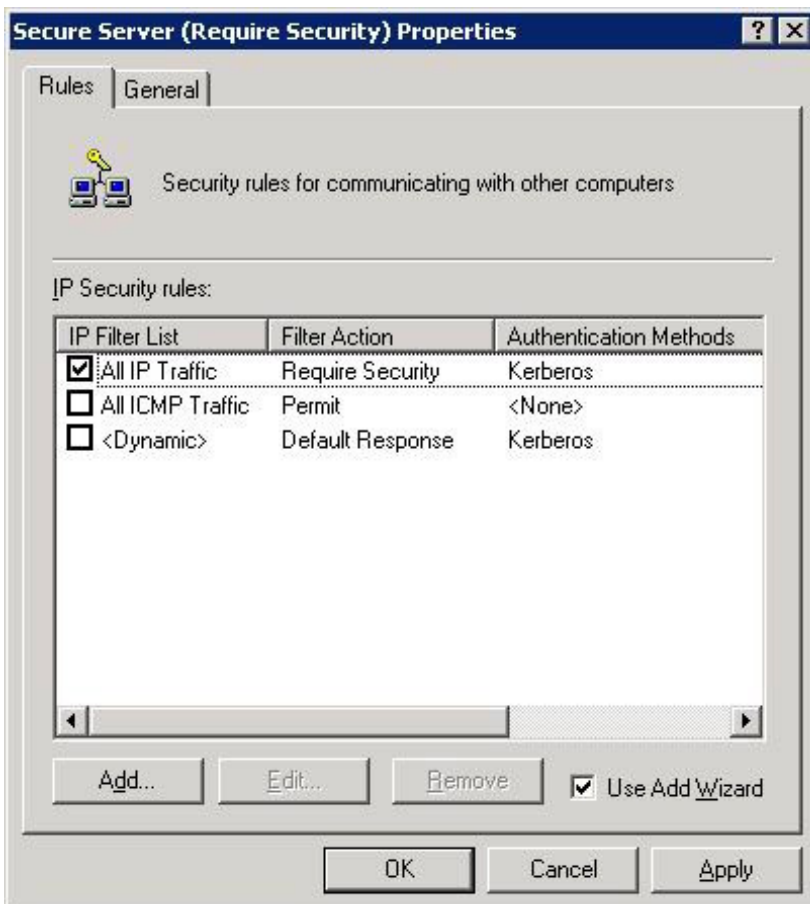 Secure Server (Require Security) Properties
Rules General
Security rules for communicating with other computers
IP Security rules:
IP Filter List Filter Action Authentication Methods
All IP Traffic Require Security Kerberos
All ICMP Traffic Permit <None>
<Dynamic> Default Response Kerberos
Add... Edit... Remove Use Add Wizard
OK Cancel Apply